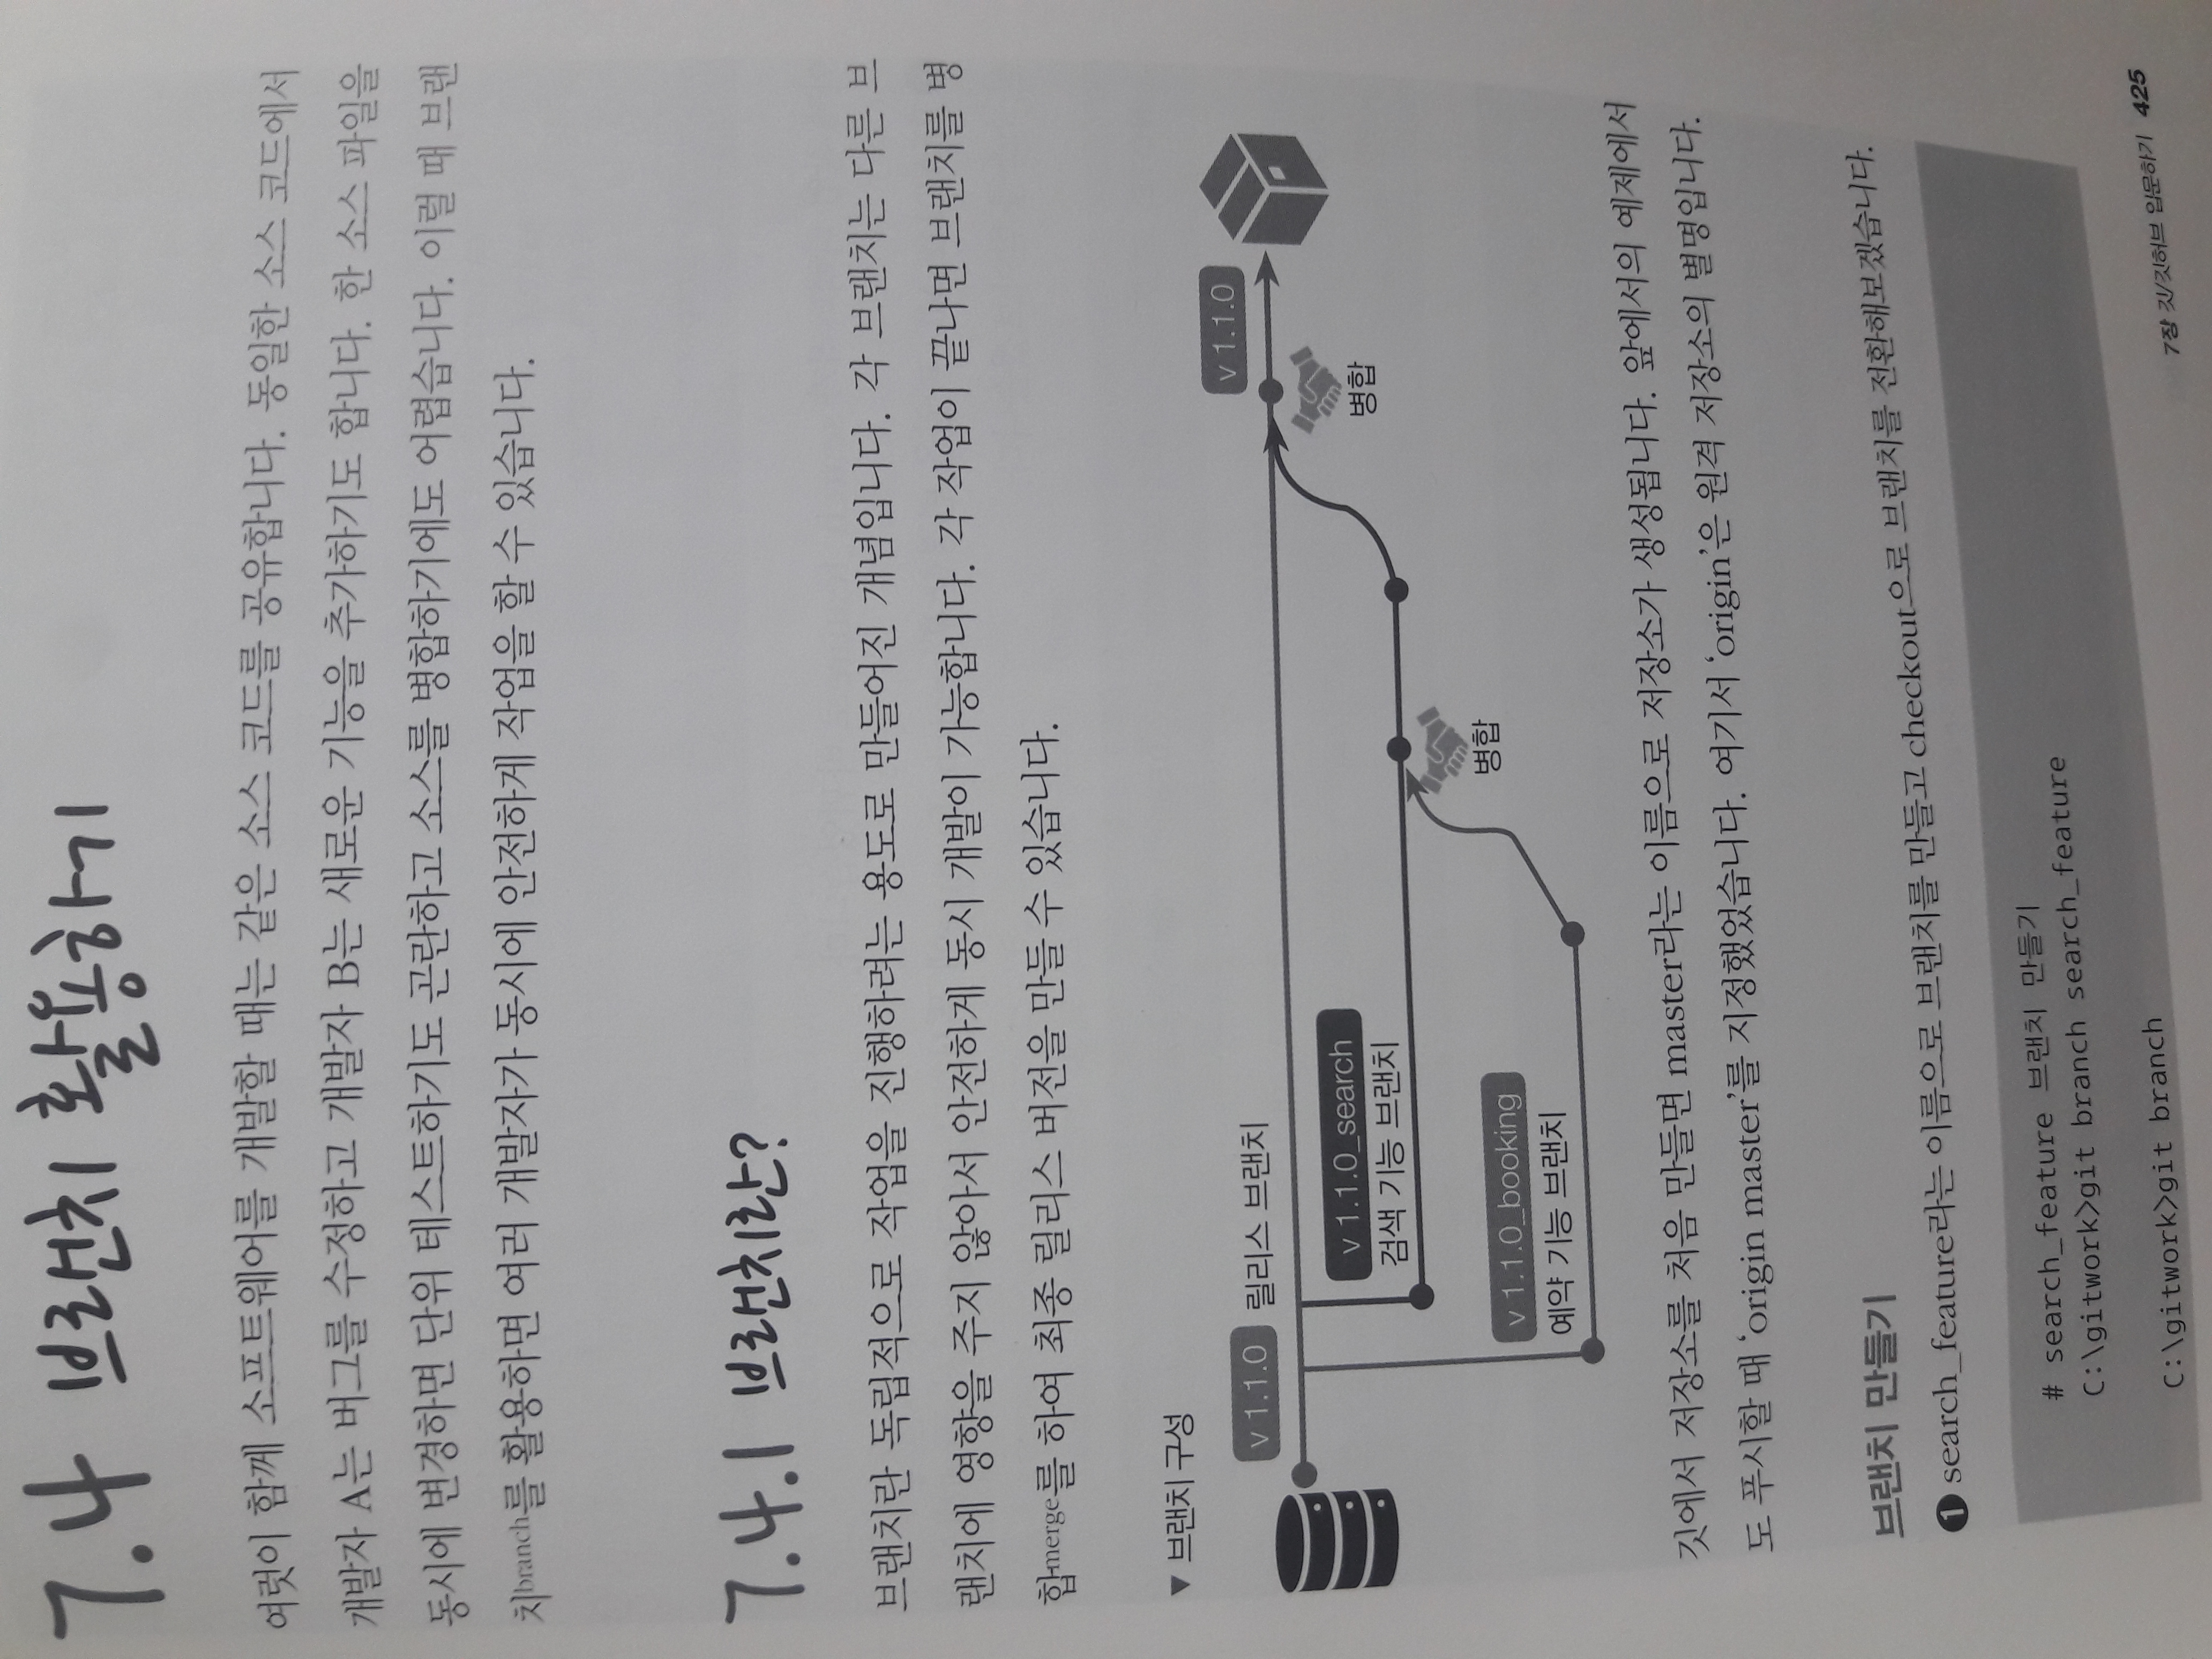 7.4 브랜치 활용하기
여럿이 함께 소프트웨어를 개발할 때는 같은 소스 코드를 공유합니다. 동일한 소스 코드에서
개발자 A는 버그를 수정하고 개발자 B는 새로운 기능을 추가하기도 합니다. 한 소스 파일을
동시에 변경하면 단위 테스트하기도 곤란하고 소스를 병합하기에도 어렵습니다. 이럴 때 브랜
치branch를 활용하면 여러 개발자가 동시에 안전하게 작업을 할 수 있습니다.
7.4.1 브랜치란?
브랜치란 독립적으로 작업을 진행하려는 용도로 만들어진 개념입니다. 각 브랜치는 다른 브
랜치에 영향을 주지 않아서 안전하게 동시 개발이 가능합니다. 각 작업이 끝나면 브랜치를 병
합merge를 하여 최종 릴리스 버전을 만들 수 있습니다.
▼ 브랜치 구성
v 1.1.0 릴리스 브랜치
v 1.1.0
v 1.1.0_search
검색 기능 브랜치
병합
병합
v 1.1.0_booking
예약 기능 브랜치
깃에서 저장소를 처음 만들면 master라는 이름으로 저장소가 생성됩니다. 앞에서의 예제에서
도 푸시할 때 ‘origin master’를 지정했었습니다. 여기서 ‘origin’은 원격 저장소의 별명입니다.
브랜치 만들기
❶ search_feature라는 이름으로 브랜치를 만들고 checkout으로 브랜치를 전환해보겠습니다.
# search_feature 브랜치 만들기
C:\gitwork>git branch search_feature
C:\gitwork>git branch
7장 깃/깃허브 입문하기 425